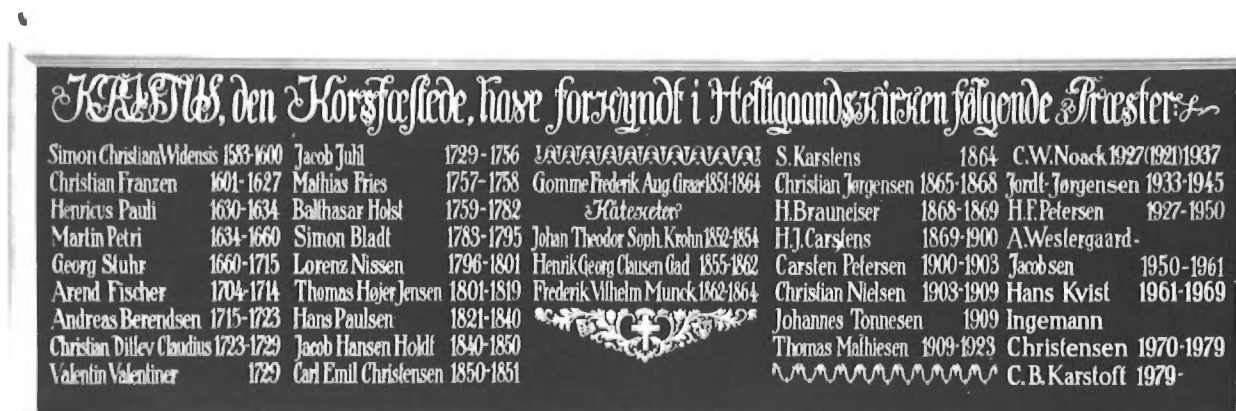 KRISTUS, den Korsfæstede, have forkyndt i Helligaandskirken følgende Præster:
Simon Christian Widensis 1583-1600
Christian Franzen 1601-1627
Henricus Pauli 1630-1634
Martin Petri 1634-1660
Georg Stuhr 1660-1715
Arend Fischer 1704-1714
Andreas Berendsen 1715-1723
Christian Ditlev Claudius 1723-1729
Valentin Valentiner 1729
Jacob Juhl 1729-1756
Mathias Fries 1757-1758
Balthasar Holst 1759-1782
Simon Bladt 1783-1795
Lorenz Nissen 1796-1801
Thomas Højer Jensen 1801-1819
Hans Paulsen 1821-1840
Jacob Hansen Holdt 1840-1850
Carl Emil Christensen 1850-1851
Gomme Frederik Aug. Graae 1851-1864
Kateketer
Johan Theodor Soph. Krohn 1852-1854
Henrik Georg Clausen Gad 1855-1862
Frederik Vilhelm Munck 1862-1864
S. Karstens 1864
Christian Jørgensen 1865-1868
H. Brauneiser 1868-1869
H.J. Carstens 1869-1900
Carsten Petersen 1900-1903
Christian Nielsen 1903-1909
Johannes Tonnesen 1909
Thomas Mathiesen 1909-1923
C.W. Noack 1927(1921)1937
Jordt-Jørgensen 1933-1945
H.F. Petersen 1927-1950
A. Westergaard-
Jacobsen 1950-1961
Hans Kvist 1961-1969
Ingemann
Christensen 1970-1979
C.B. Karstoft 1979-